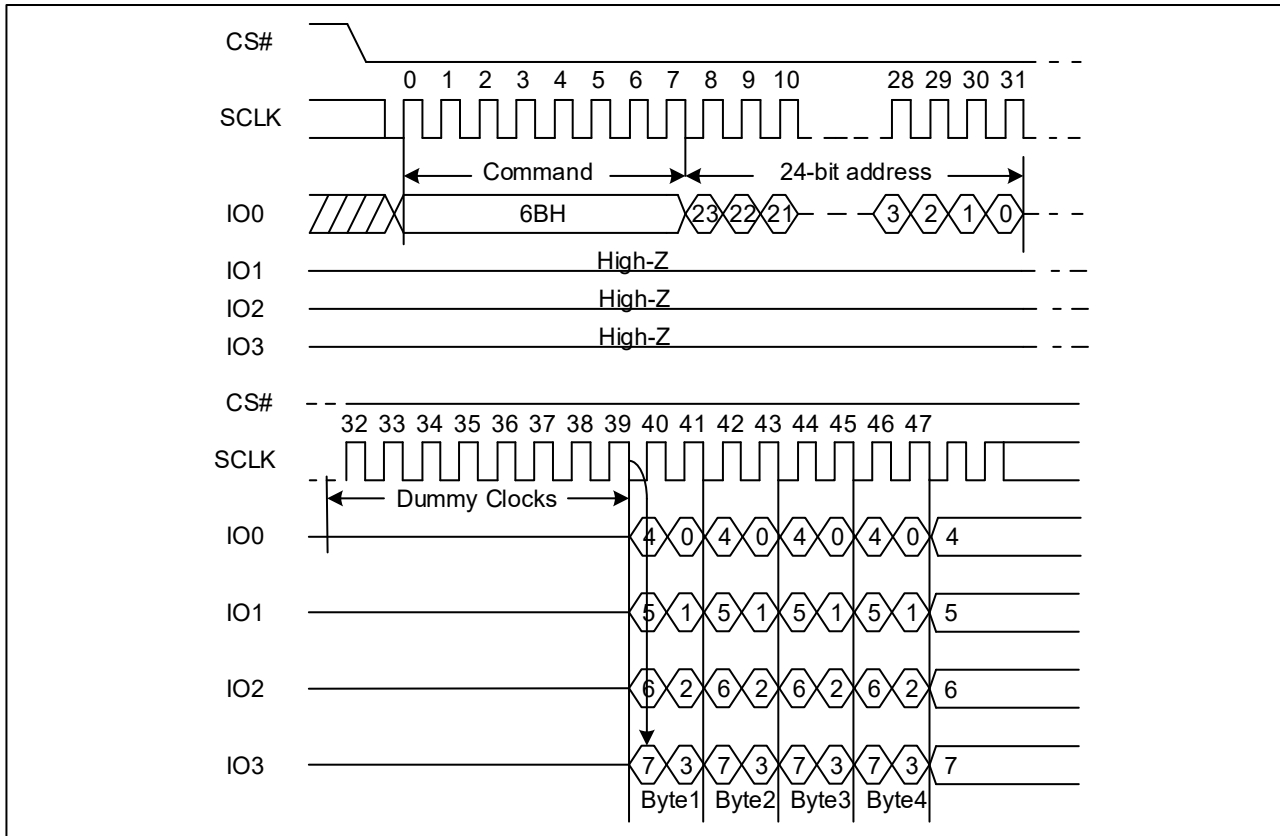 CS#
0 1 2 3 4 5 6 7 8 9 10 28 29 30 31
SCLK
Command 24-bit address
IO0 6BH 23 22 21 3 2 1 0
High-Z
IO1
High-Z
IO2
High-Z
IO3
CS#
32 33 34 35 36 37 38 39 40 41 42 43 44 45 46 47
SCLK
Dummy Clocks
IO0 4 0 4 0 4 0 4 0 4
IO1 5 1 5 1 5 1 5 1 5
IO2 6 2 6 2 6 2 6 2 6
IO3 7 3 7 3 7 3 7 3 7
Byte1 Byte2 Byte3 Byte4